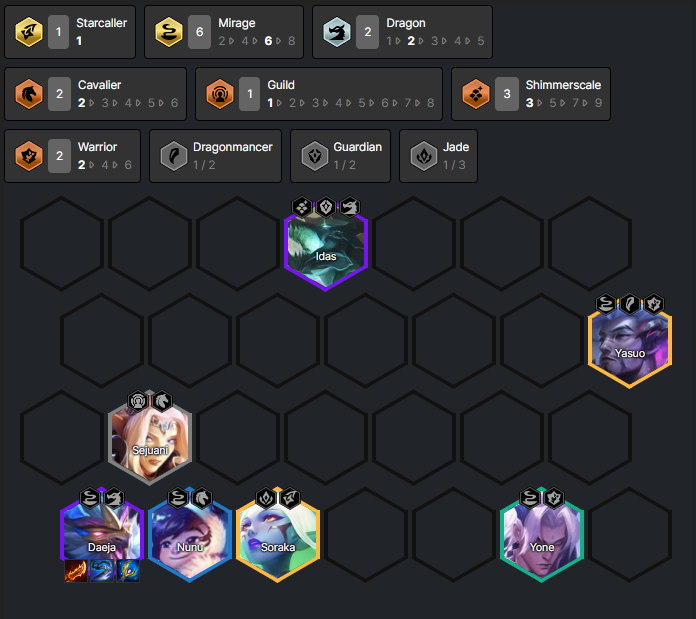 1 Starcaller
1
6 Mirage
2 4 6 8
2 Dragon
1 2 3 4 5
2 Cavalier
2 3 4 5 6
1 Guild
1 2 3 4 5 6 7 8
3 Shimmerscale
3 5 7 9
2 Warrior
2 4 6
Dragonmancer
1 / 2
Guardian
1 / 2
Jade
1 / 3
Idas
Yasuo
Sejuani
Daeja
Nunu
Soraka
Yone